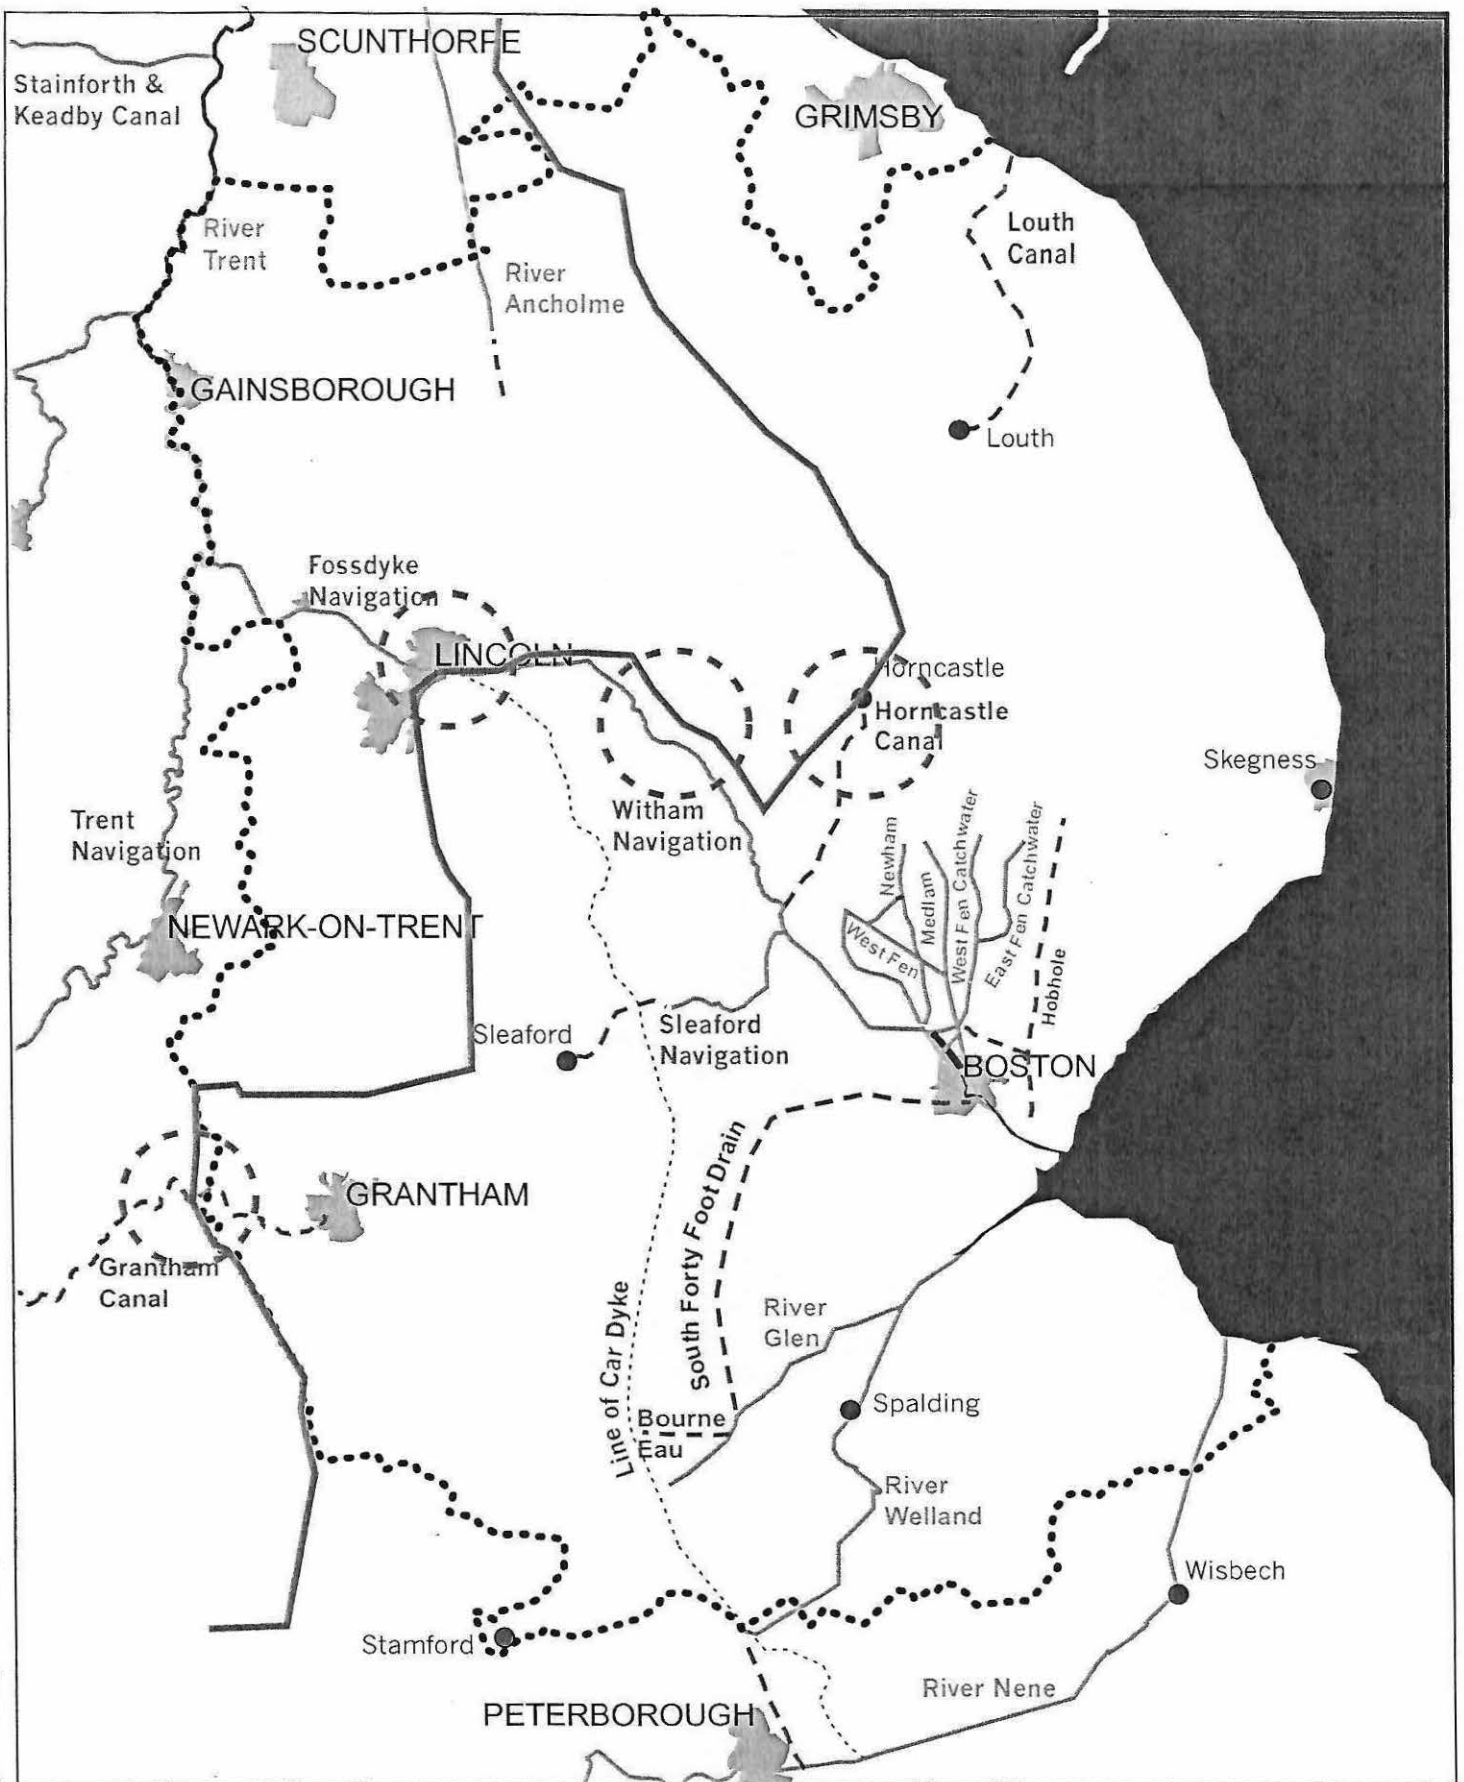 SCUNTHORPE
Stainforth &
Keadby Canal
GRIMSBY
River
Trent
Louth
Canal
River
Ancholme
GAINSBOROUGH
Louth
Fossdyke
Navigation
LINCOLN
Horncastle
Horncastle
Canal
Skegness
Trent
Navigation
Witham
Navigation
Newham
Medlam
West Fen Catchwater
East Fen Catchwater
West Fen
Hobhole
NEWARK-ON-TRENT
Sleaford
Sleaford
Navigation
BOSTON
South Forty Foot Drain
GRANTHAM
Grantham
Canal
River
Glen
Line of Car Dyke
Bourne
Eau
Spalding
River
Welland
Wisbech
Stamford
River Nene
PETERBOROUGH